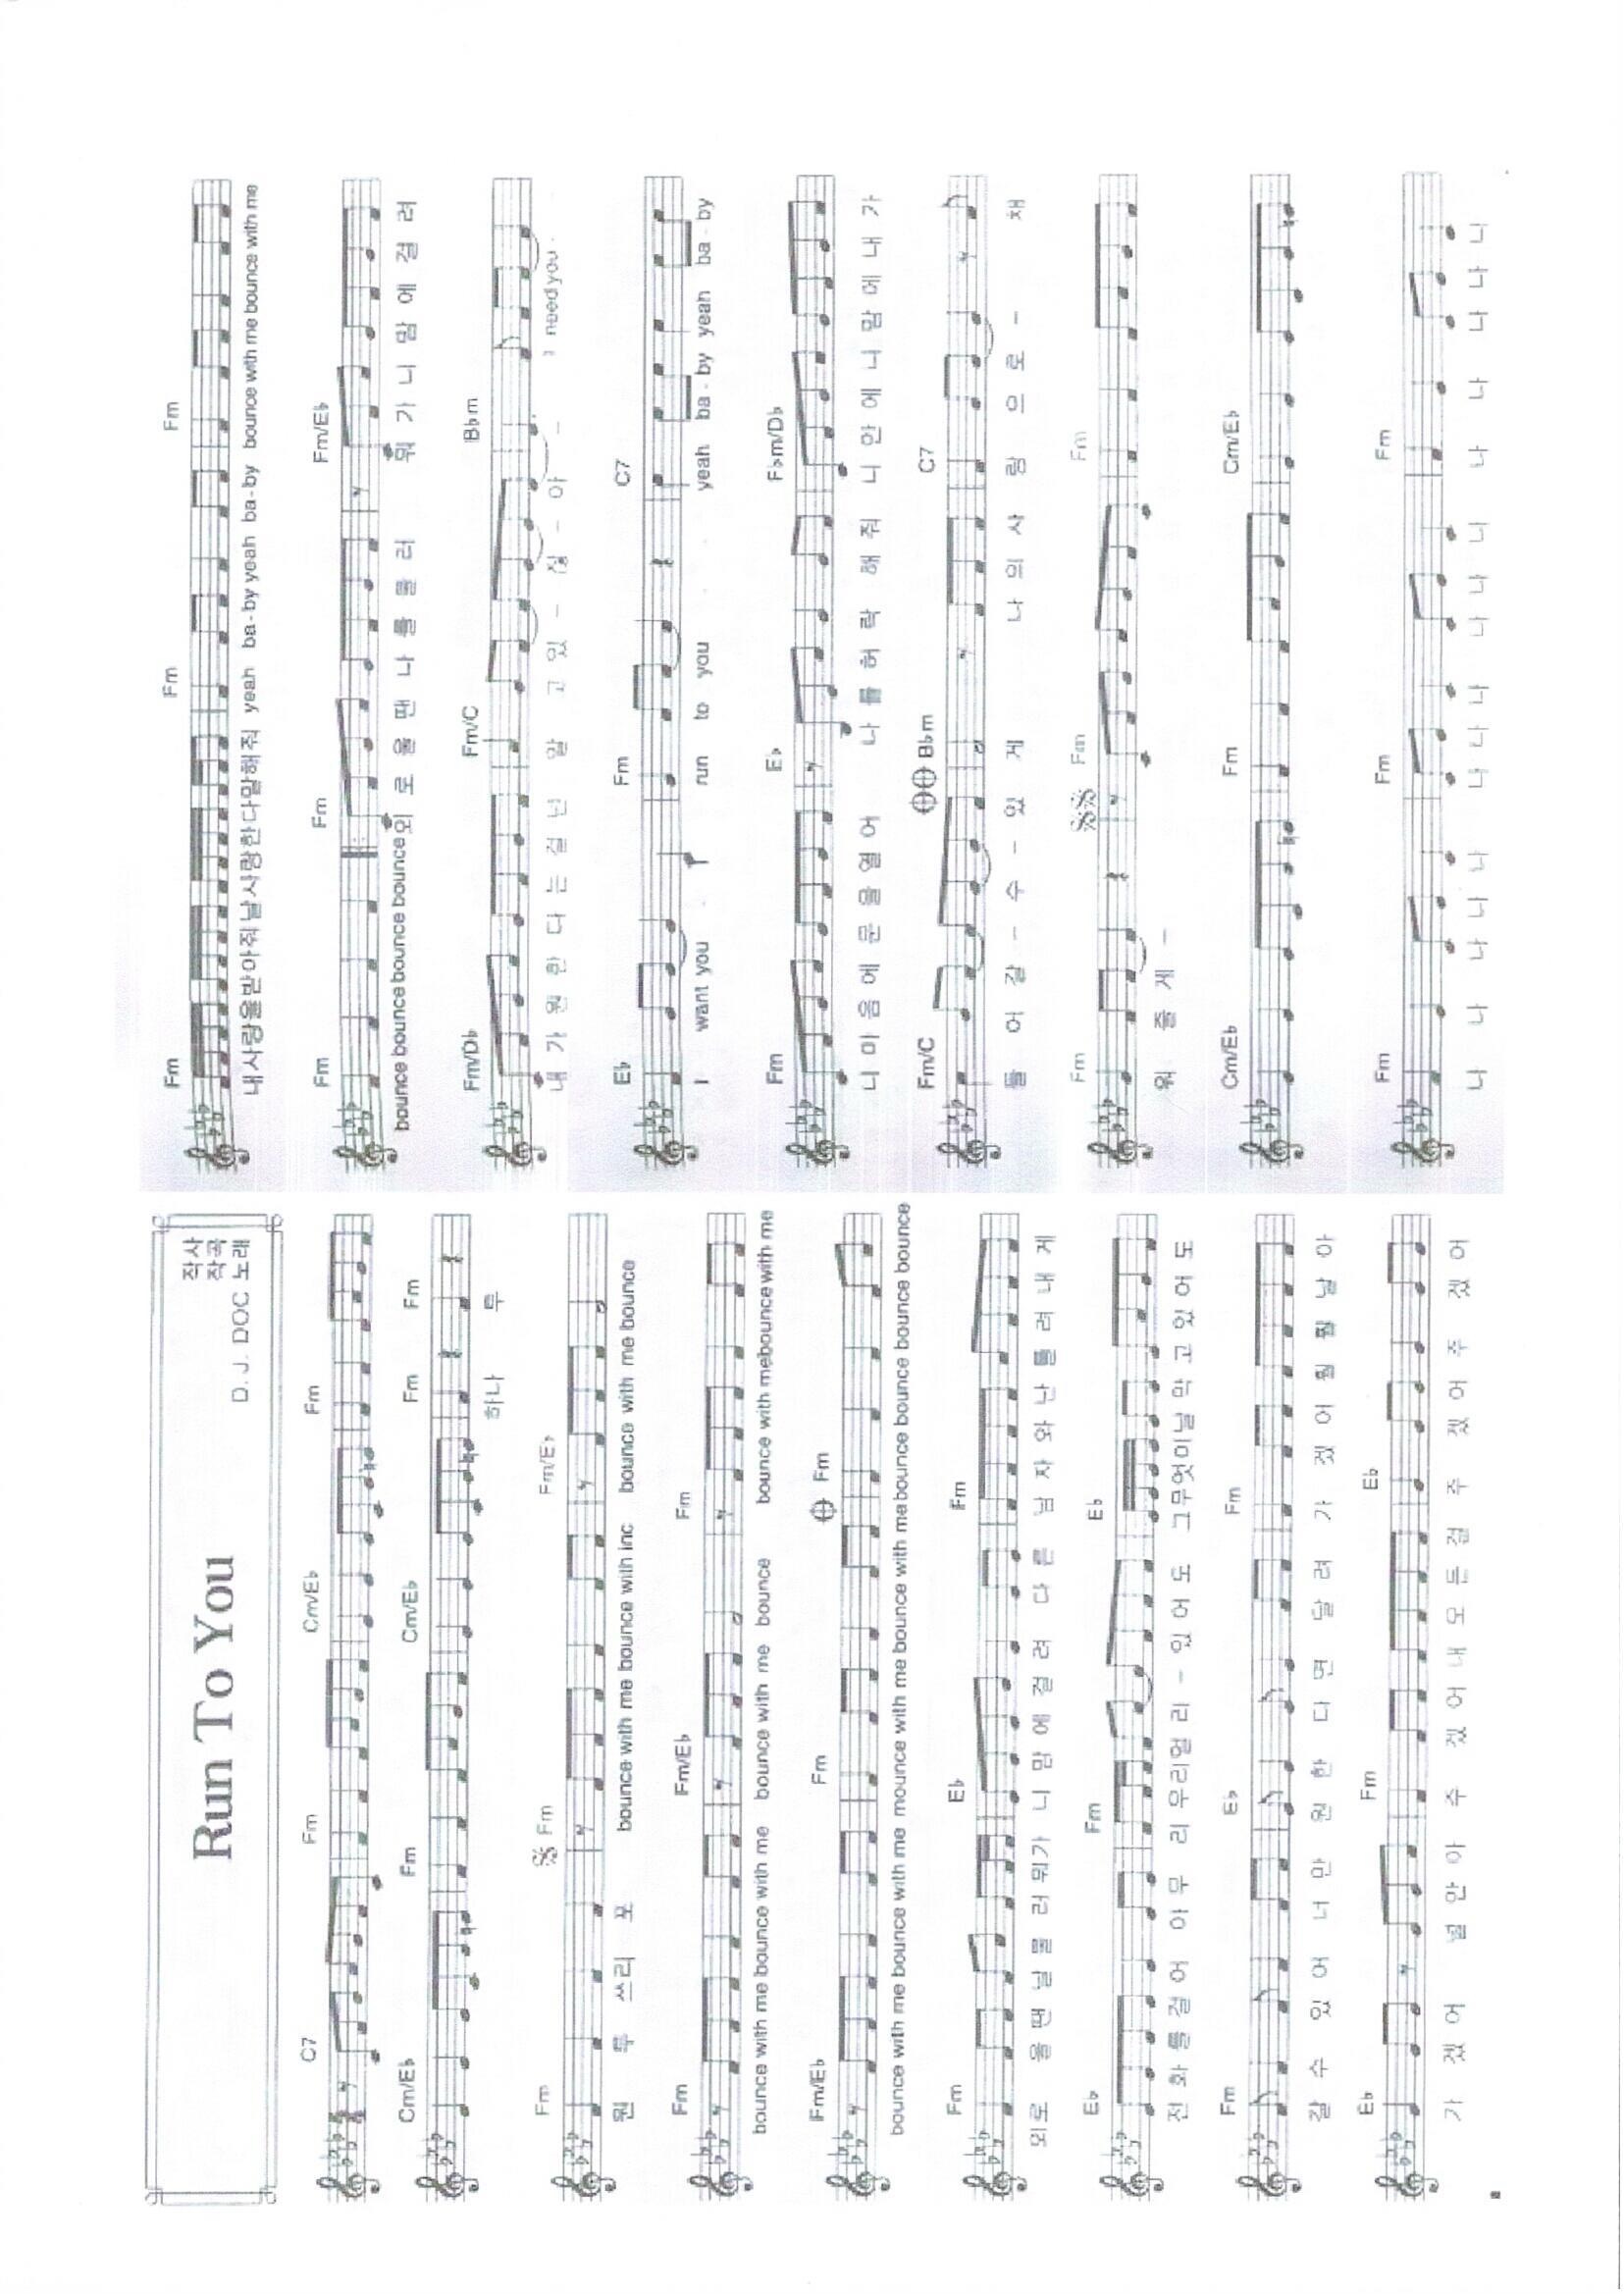 Run To You
작사
작곡
D. J. DOC 노래
C7 Fm Cm/E♭ Fm
Cm/E♭ Fm Cm/E♭ Fm Fm
하나 투
Fm Fm Fm/E♭
원 투 쓰리 포 bounce with me bounce with inc bounce with me bounce
Fm Fm/E♭ Fm
bounce with me bounce with me bounce with me bounce bounce with me bounce with me
Fm/E♭ Fm Fm
bounce with me bounce with me mounce with me bounce with me bounce bounce bounce bounce
Fm E♭ Fm
외로 울 땐 날 불 러 뭐가 니 맘 에 걸 려 다 른 남 자 와 난 틀 려 내 게
E♭ Fm E♭
전 화 를 걸 어 아 무 리 우리멀 리 - 있 어 도 그무엇이날 막 고 있 어 도
Fm E♭ Fm
갈 수 있 어 너 만 원 한 다 면 달 려 가 겠 어 훨 훨 날 아
E♭ Fm E♭
가 겠 어 널 안 아 주 겠 어 내 모 든 걸 주 겠 어 주 겠 어
Fm Fm Fm
내사랑을받아줘날사랑한다말해줘 yeah ba-by yeah ba-by bounce with me bounce with me
Fm Fm Fm/E♭
bounce bounce bounce bounce 외 로 울 땐 나 를 불 러 뭐 가 니 맘 에 걸 려
Fm/D♭ Fm/C B♭m
내 가 원 한 다 는 걸 넌 알 고 있 - 잖 - 아 - I need you -
E♭ Fm C7
I want you - I run to you - - yeah ba - by yeah ba - by
Fm E♭ F♭m/D♭
니 마 음 에 문 을 열 어 나 를 허 락 해 줘 니 안 에 니 맘 에 내 가
Fm/C B♭m C7
들 어 갈 - 수 - 있 게 나 의 사 랑 으 로 - 채
Fm Fm Fm
워 줄 게 -
Cm/E♭ Fm Cm/E♭
Fm Fm Fm
나 나 나 나 나 나 나 나 나 나 나 나 나 나 나 나